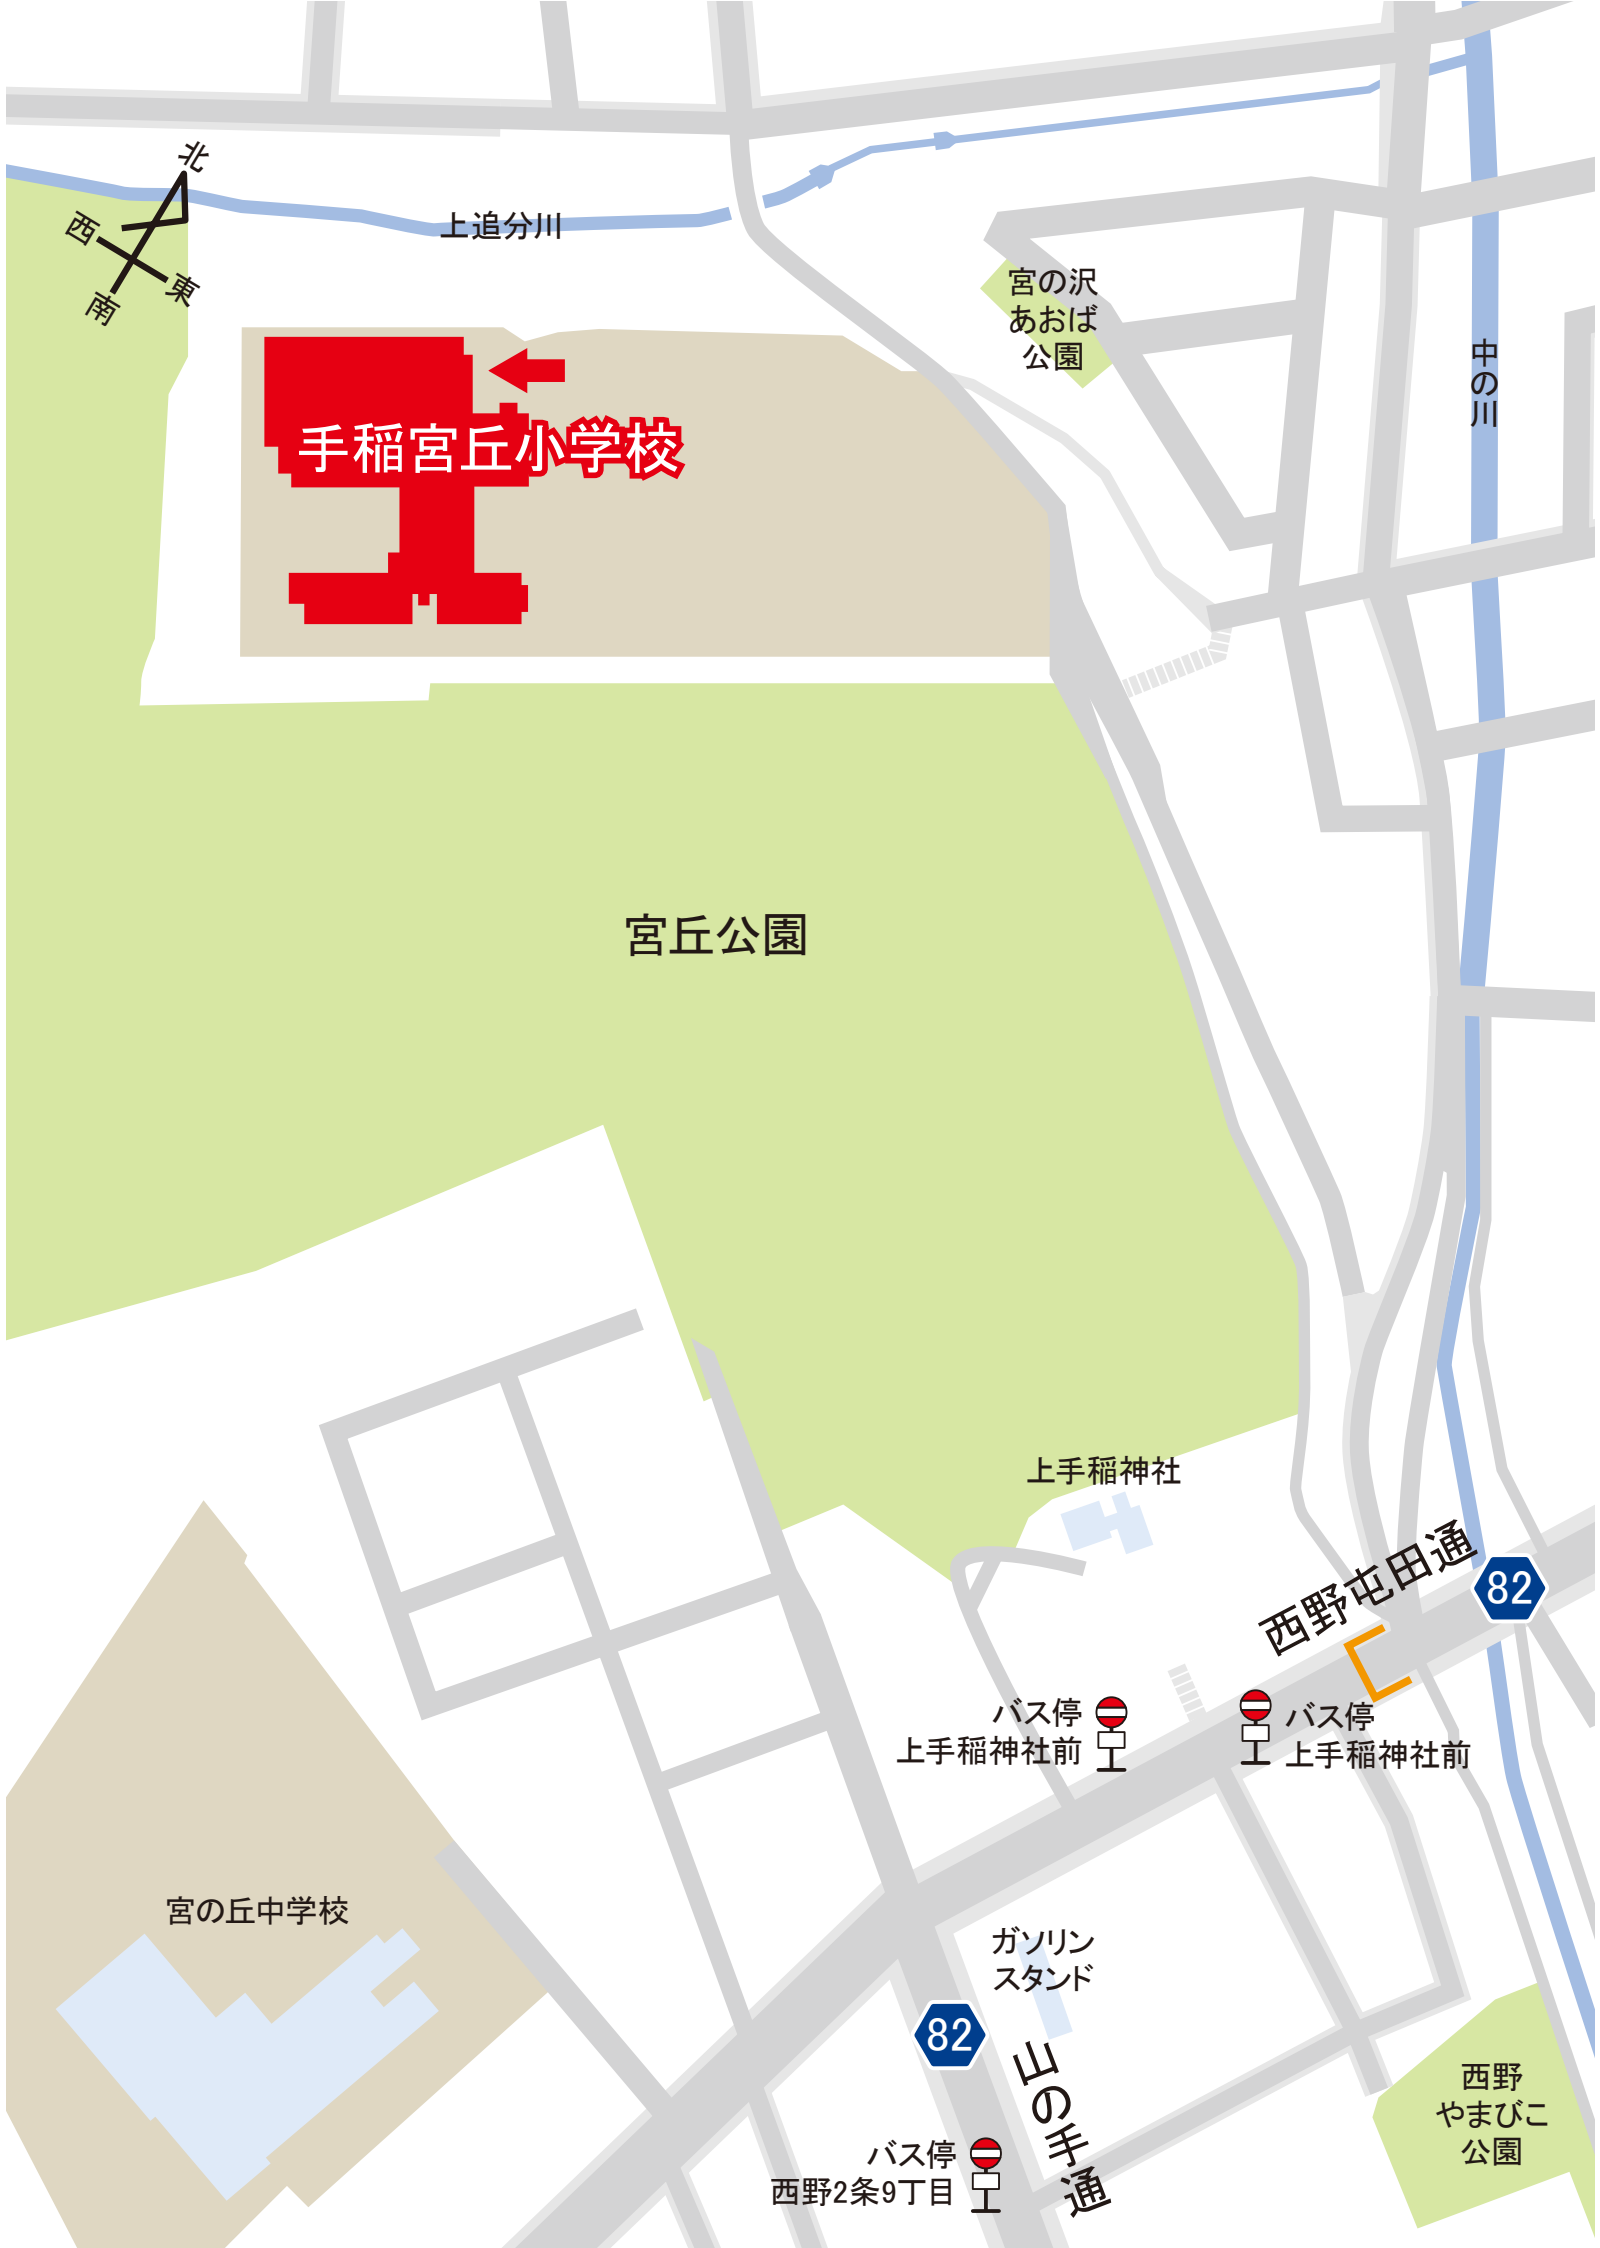 北
西
東
南
上追分川
宮の沢
あおば
公園
中の川
手稲宮丘小学校
宮丘公園
上手稲神社
西野屯田通
82
バス停
上手稲神社前
バス停
上手稲神社前
宮の丘中学校
ガソリン
スタンド
82
山の手通
西野
やまびこ
公園
バス停
西野2条9丁目